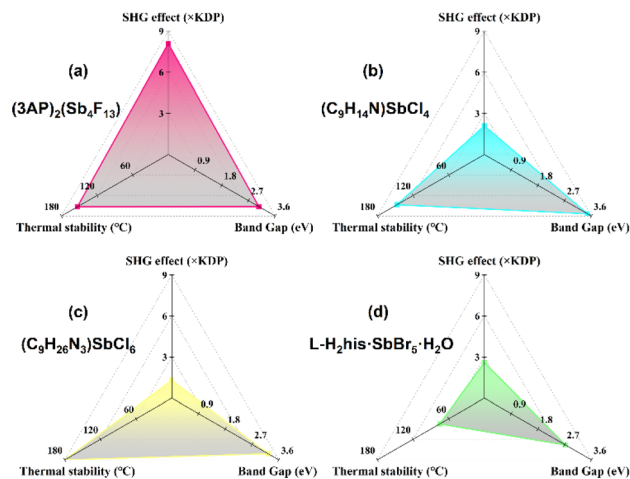 SHG effect (×KDP)
9
(a)
6
(3AP)₂(Sb₄F₁₃)
3
60
0.9
120
1.8
2.7
180
3.6
Thermal stability (°C)
Band Gap (eV)
SHG effect (×KDP)
9
(b)
6
(C₉H₁₄N)SbCl₄
3
60
0.9
120
1.8
2.7
180
3.6
Thermal stability (°C)
Band Gap (eV)
SHG effect (×KDP)
9
(c)
6
(C₉H₂₆N₃)SbCl₆
3
60
0.9
120
1.8
2.7
180
3.6
Thermal stability (°C)
Band Gap (eV)
SHG effect (×KDP)
9
(d)
6
L-H₂his·SbBr₅·H₂O
3
60
0.9
120
1.8
2.7
180
3.6
Thermal stability (°C)
Band Gap (eV)